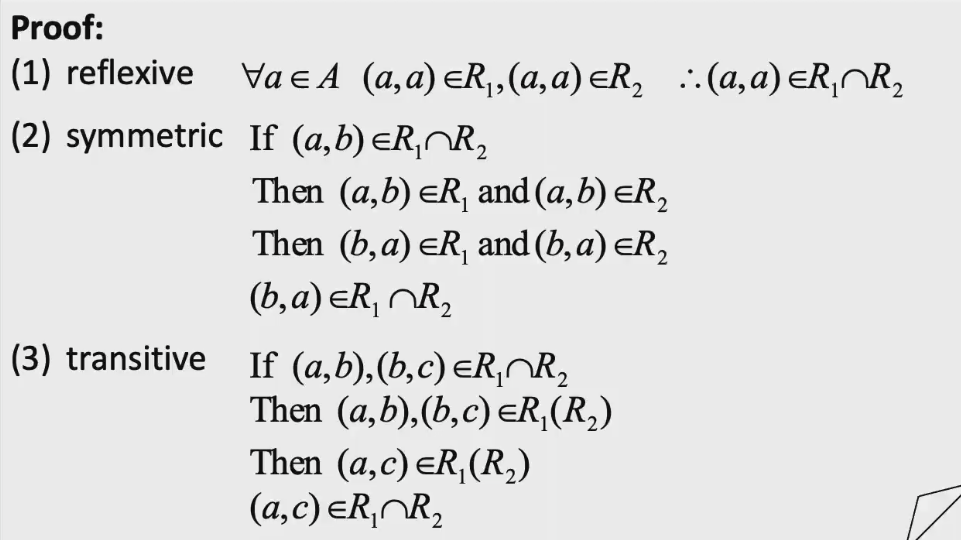 Proof:
(1) reflexive ∀a∈A (a,a)∈R₁,(a,a)∈R₂ ∴(a,a)∈R₁∩R₂
(2) symmetric If (a,b)∈R₁∩R₂
Then (a,b)∈R₁ and (a,b)∈R₂
Then (b,a)∈R₁ and (b,a)∈R₂
(b,a)∈R₁∩R₂
(3) transitive If (a,b),(b,c)∈R₁∩R₂
Then (a,b),(b,c)∈R₁(R₂)
Then (a,c)∈R₁(R₂)
(a,c)∈R₁∩R₂